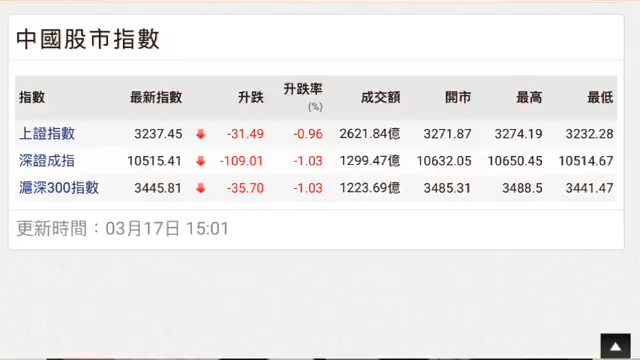 中國股市指數
指數 最新指數 升跌 升跌率 (%) 成交額 開市 最高 最低
上證指數 3237.45 -31.49 -0.96 2621.84億 3271.87 3274.19 3232.28
深證成指 10515.41 -109.01 -1.03 1299.47億 10632.05 10650.45 10514.67
滬深300指數 3445.81 -35.70 -1.03 1223.69億 3485.31 3488.5 3441.47
更新時間：03月17日 15:01